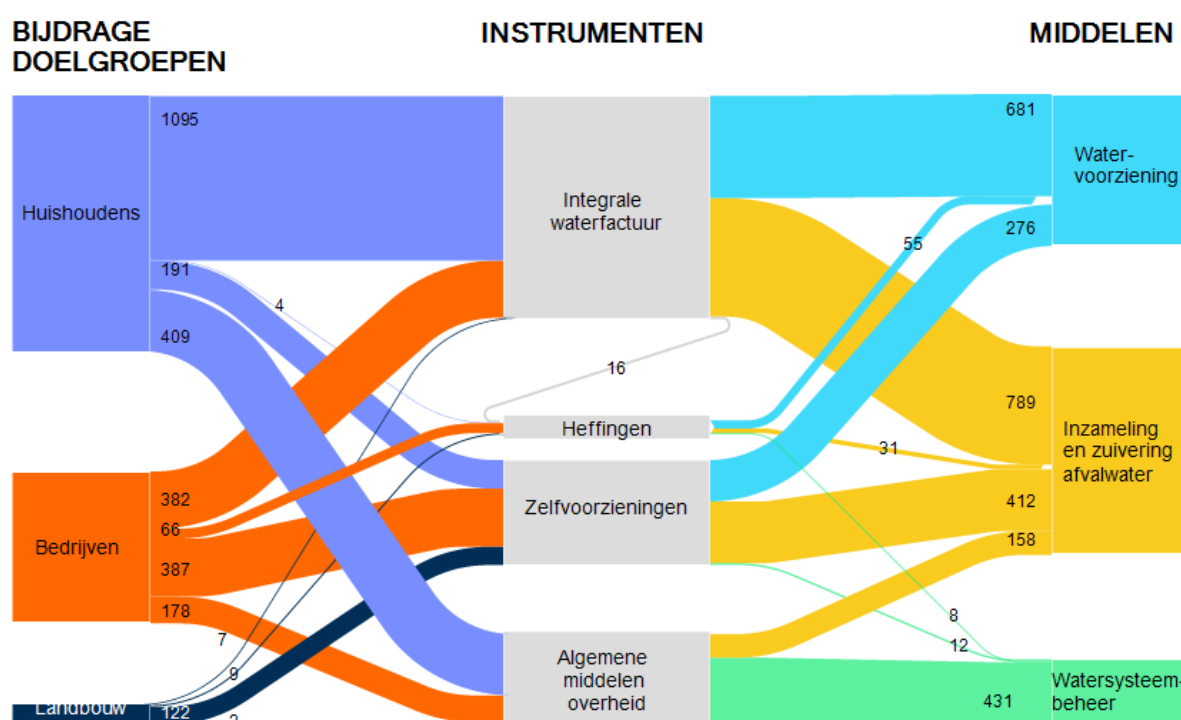 BIJDRAGE
DOELGROEPEN
INSTRUMENTEN
MIDDELEN
Huishoudens
1095
191
4
409
Integrale
waterfactuur
681
55
276
Water-
voorziening
16
Heffingen
Zelfvoorzieningen
789
31
412
158
Inzameling
en zuivering
afvalwater
Bedrijven
382
66
387
178
7
9
Landbouw
122
Algemene
middelen
overheid
8
12
431
Watersysteem-
beheer